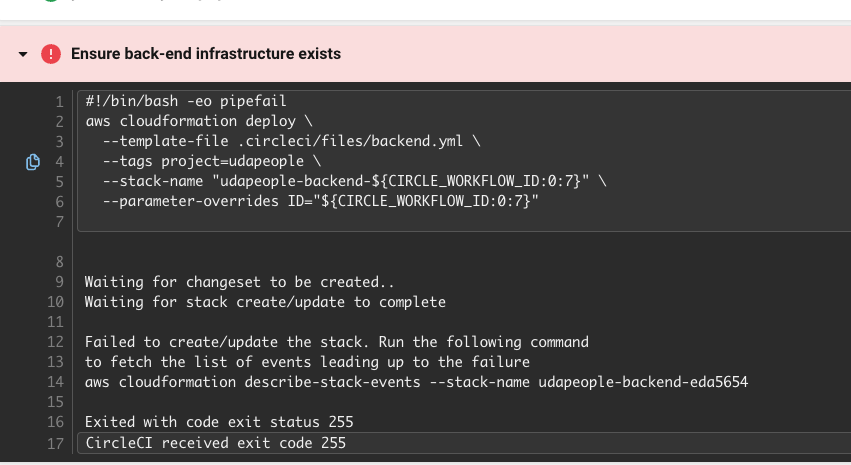 Ensure back-end infrastructure exists
1 #!/bin/bash -eo pipefail
2 aws cloudformation deploy \
3   --template-file .circleci/files/backend.yml \
4   --tags project=udapeople \
5   --stack-name "udapeople-backend-${CIRCLE_WORKFLOW_ID:0:7}" \
6   --parameter-overrides ID="${CIRCLE_WORKFLOW_ID:0:7}"
7
8
9 Waiting for changeset to be created..
10 Waiting for stack create/update to complete
11
12 Failed to create/update the stack. Run the following command
13 to fetch the list of events leading up to the failure
14 aws cloudformation describe-stack-events --stack-name udapeople-backend-eda5654
15
16 Exited with code exit status 255
17 CircleCI received exit code 255